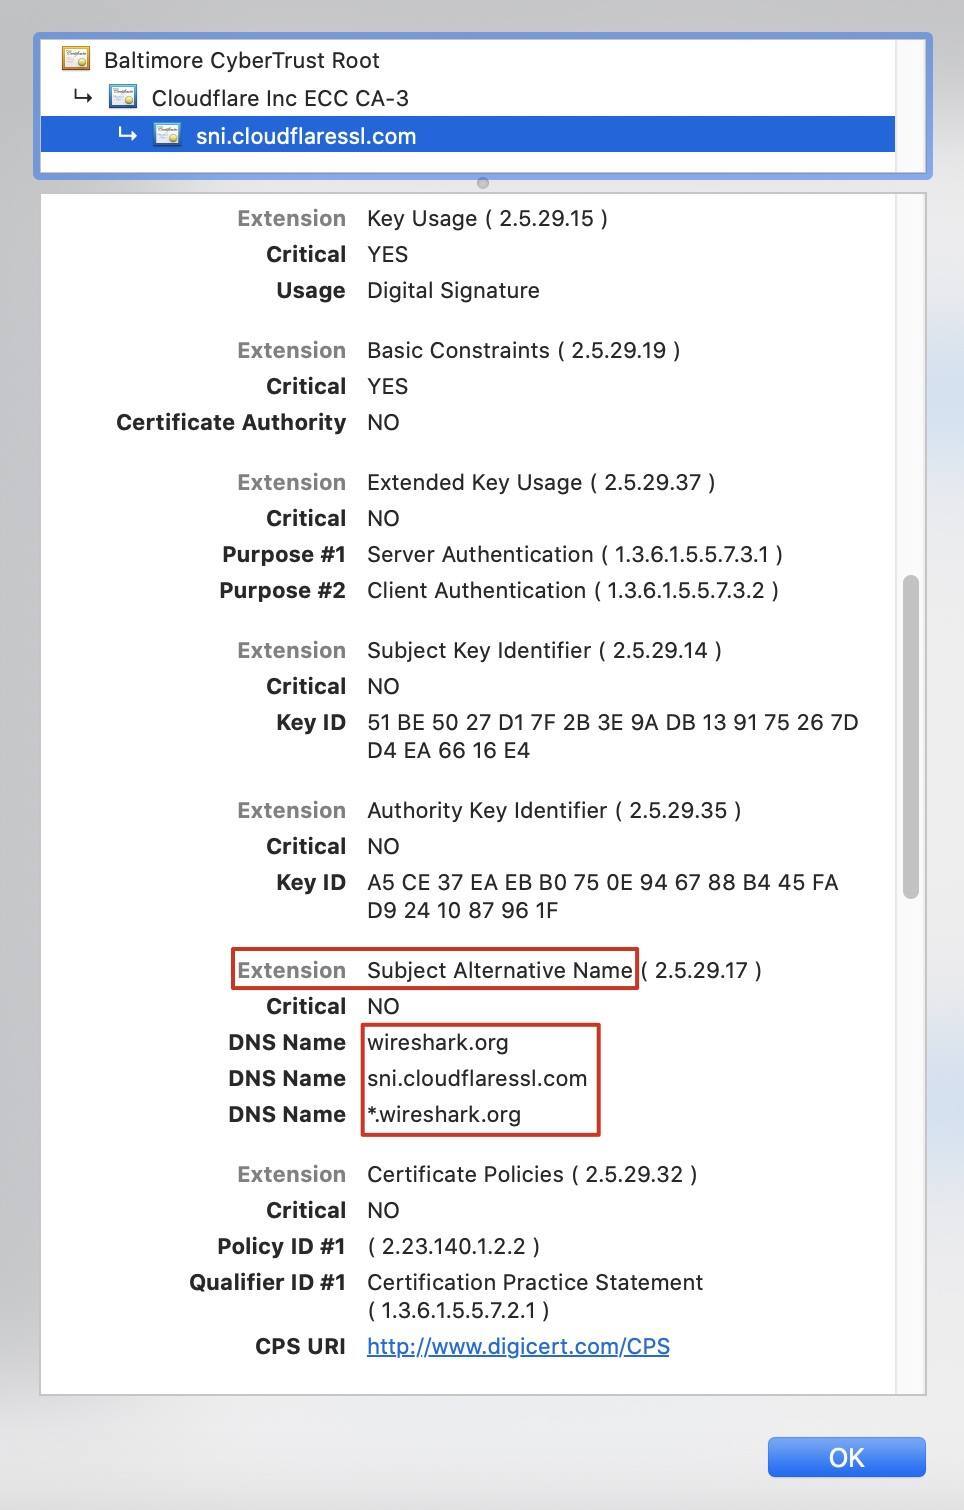 Baltimore CyberTrust Root
Cloudflare Inc ECC CA-3
sni.cloudflaressl.com
Extension Key Usage ( 2.5.29.15 )
Critical YES
Usage Digital Signature
Extension Basic Constraints ( 2.5.29.19 )
Critical YES
Certificate Authority NO
Extension Extended Key Usage ( 2.5.29.37 )
Critical NO
Purpose #1 Server Authentication ( 1.3.6.1.5.5.7.3.1 )
Purpose #2 Client Authentication ( 1.3.6.1.5.5.7.3.2 )
Extension Subject Key Identifier ( 2.5.29.14 )
Critical NO
Key ID 51 BE 50 27 D1 7F 2B 3E 9A DB 13 91 75 26 7D
D4 EA 66 16 E4
Extension Authority Key Identifier ( 2.5.29.35 )
Critical NO
Key ID A5 CE 37 EA EB B0 75 0E 94 67 88 B4 45 FA
D9 24 10 87 96 1F
Extension Subject Alternative Name ( 2.5.29.17 )
Critical NO
DNS Name wireshark.org
DNS Name sni.cloudflaressl.com
DNS Name *.wireshark.org
Extension Certificate Policies ( 2.5.29.32 )
Critical NO
Policy ID #1 ( 2.23.140.1.2.2 )
Qualifier ID #1 Certification Practice Statement
( 1.3.6.1.5.5.7.2.1 )
CPS URI http://www.digicert.com/CPS
OK